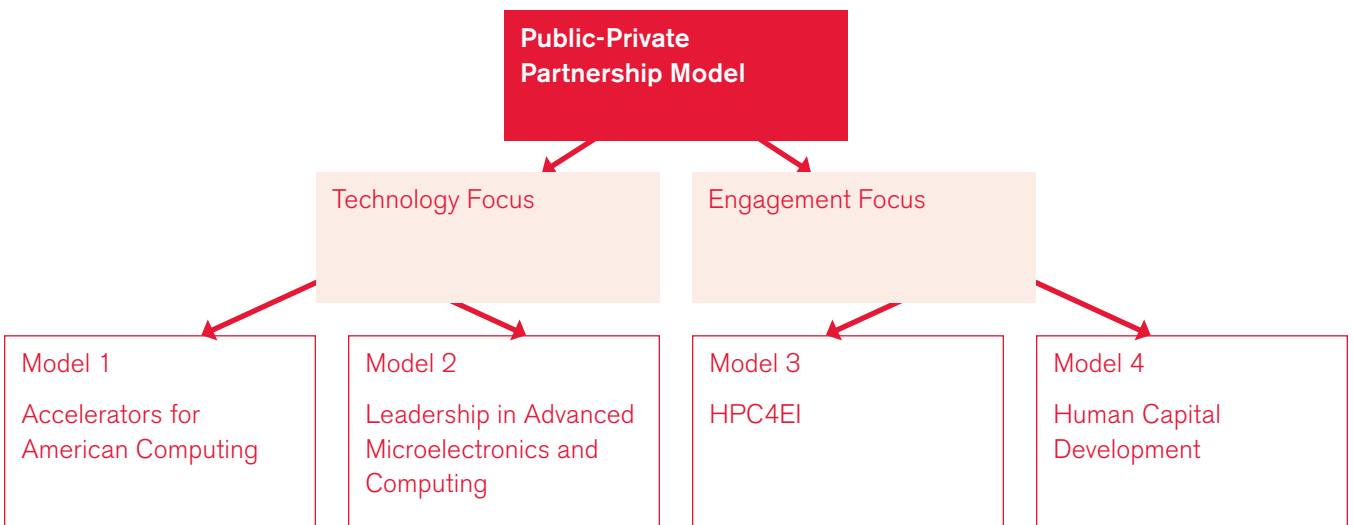 Public-Private
Partnership Model
Technology Focus
Engagement Focus
Model 1
Accelerators for
American Computing
Model 2
Leadership in Advanced
Microelectronics and
Computing
Model 3
HPC4EI
Model 4
Human Capital
Development